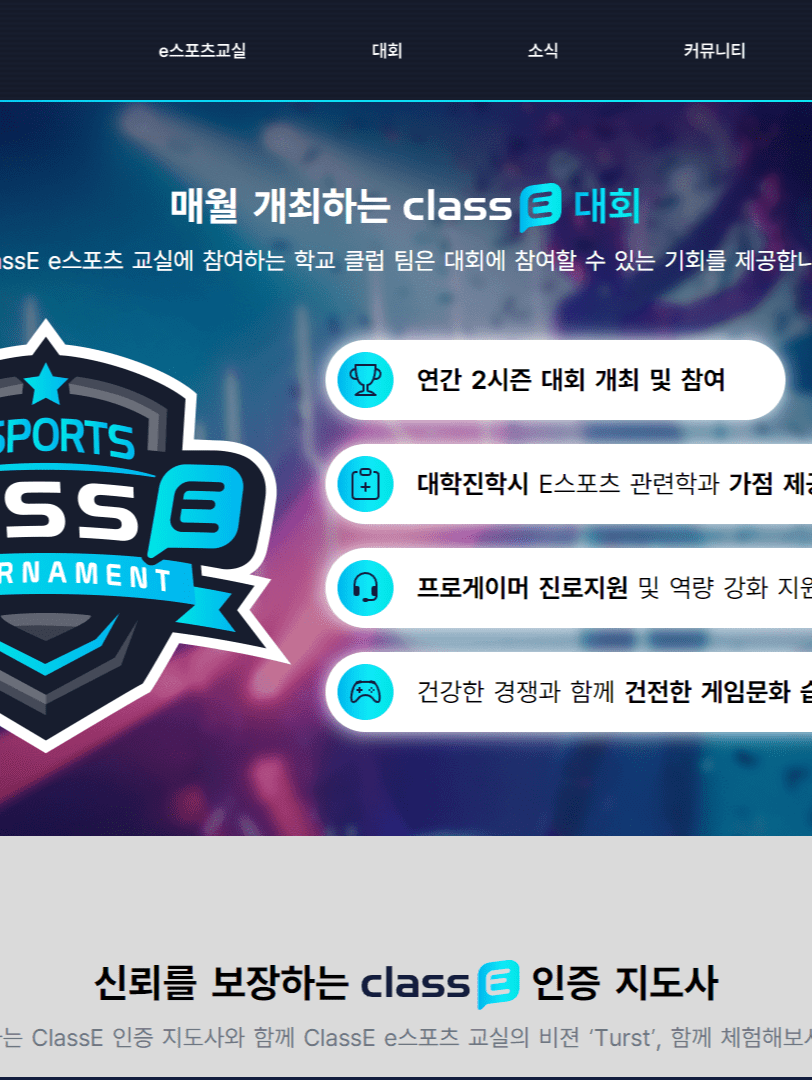 e스포츠교실 대회 소식 커뮤니티
매월 개최하는 class E 대회
ssE e스포츠 교실에 참여하는 학교 클럽 팀은 대회에 참여할 수 있는 기회를 제공합
SPORTS
ss E
RNAMENT
연간 2시즌 대회 개최 및 참여
대학진학시 E스포츠 관련학과 가점 제공
프로게이머 진로지원 및 역량 강화 지원
건강한 경쟁과 함께 건전한 게임문화
신뢰를 보장하는 class E 인증 지도사
는 ClassE 인증 지도사와 함께 ClassE e스포츠 교실의 비젼 ‘Turst’, 함께 체험해보